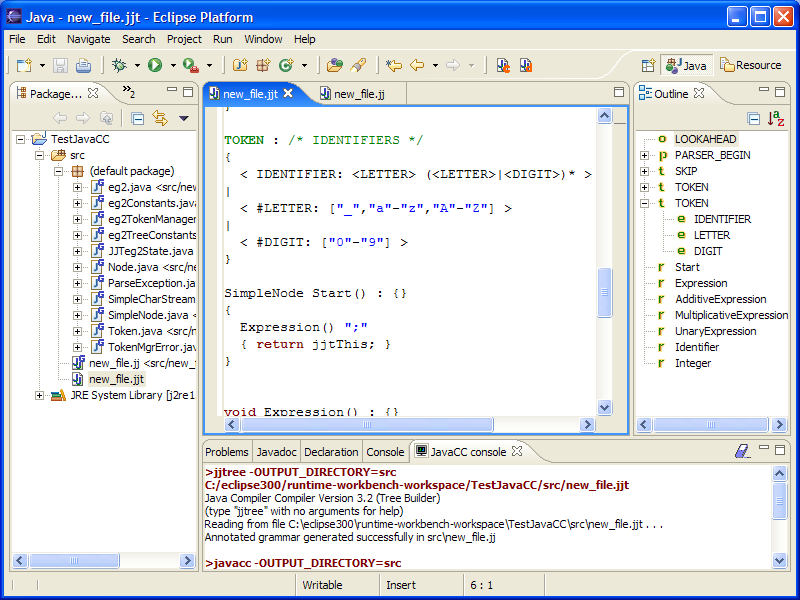 Java - new_file.jjt - Eclipse Platform
File Edit Navigate Search Project Run Window Help
Java Resource
Package... 2
TestJavaCC
src
(default package)
eg2.java <src/new
eg2Constants.java
eg2TokenManager
eg2TreeConstants
JJTeg2State.java
Node.java <src/ne
ParseException.ja
SimpleCharStream
SimpleNode.java <
Token.java <src/n
TokenMgrError.jav
new_file.jj <src/new_
new_file.jjt
JRE System Library [j2re1
new_file.jjt new_file.jj
}
TOKEN : /* IDENTIFIERS */
{
< IDENTIFIER: <LETTER> (<LETTER>|<DIGIT>)* >
|
< #LETTER: ["_","a"-"z","A"-"Z"] >
|
< #DIGIT: ["0"-"9"] >
}
SimpleNode Start() : {}
{
Expression() ";"
{ return jjtThis; }
}
void Expression() : {}
Outline
LOOKAHEAD
PARSER_BEGIN
SKIP
TOKEN
TOKEN
IDENTIFIER
LETTER
DIGIT
Start
Expression
AdditiveExpression
MultiplicativeExpression
UnaryExpression
Identifier
Integer
Problems Javadoc Declaration Console JavaCC console
>jjtree -OUTPUT_DIRECTORY=src
C:/eclipse300/runtime-workbench-workspace/TestJavaCC/src/new_file.jjt
Java Compiler Compiler Version 3.2 (Tree Builder)
(type "jjtree" with no arguments for help)
Reading from file C:\eclipse300\runtime-workbench-workspace\TestJavaCC\src\new_file.jjt . . .
Annotated grammar generated successfully in src\new_file.jj
>javacc -OUTPUT_DIRECTORY=src
Writable Insert 6 : 1